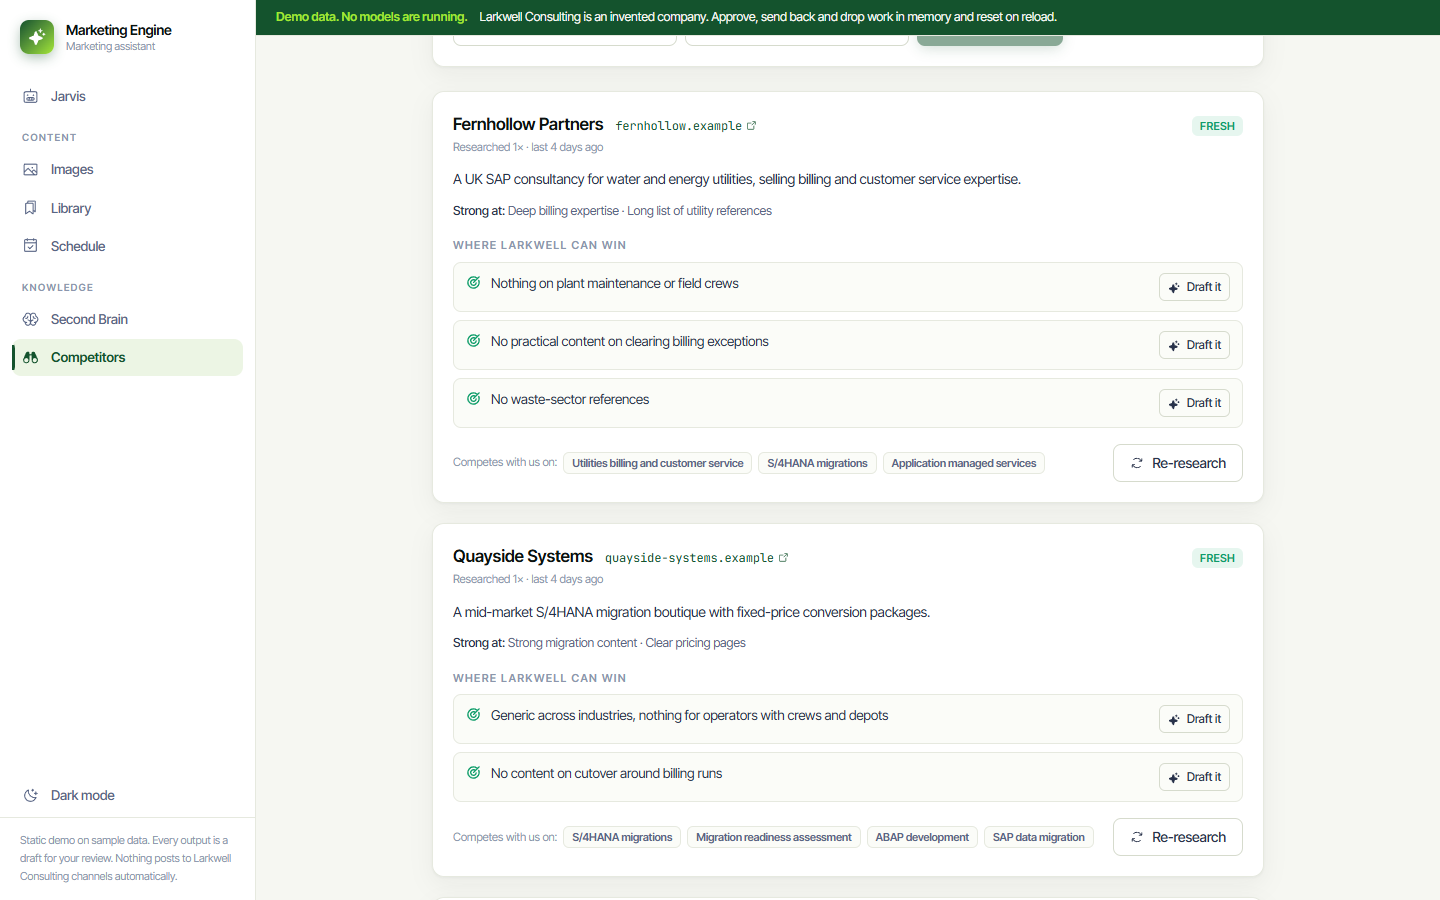 Marketing Engine
Marketing assistant
Jarvis
CONTENT
Images
Library
Schedule
KNOWLEDGE
Second Brain
Competitors
Dark mode
Static demo on sample data. Every output is a
draft for your review. Nothing posts to Larkwell
Consulting channels automatically.
Demo data. No models are running. Larkwell Consulting is an invented company. Approve, send back and drop work in memory and reset on reload.
Fernhollow Partners fernhollow.example FRESH
Researched 1× · last 4 days ago
A UK SAP consultancy for water and energy utilities, selling billing and customer service expertise.
Strong at: Deep billing expertise · Long list of utility references
WHERE LARKWELL CAN WIN
Nothing on plant maintenance or field crews Draft it
No practical content on clearing billing exceptions Draft it
No waste-sector references Draft it
Competes with us on: Utilities billing and customer service S/4HANA migrations Application managed services Re-research
Quayside Systems quayside-systems.example FRESH
Researched 1× · last 4 days ago
A mid-market S/4HANA migration boutique with fixed-price conversion packages.
Strong at: Strong migration content · Clear pricing pages
WHERE LARKWELL CAN WIN
Generic across industries, nothing for operators with crews and depots Draft it
No content on cutover around billing runs Draft it
Competes with us on: S/4HANA migrations Migration readiness assessment ABAP development SAP data migration Re-research